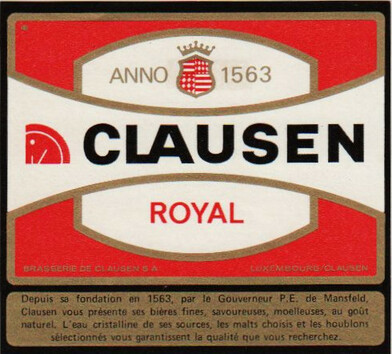 ANNO 1563
CLAUSEN
ROYAL
BRASSERIE DE CLAUSEN S A LUXEMBOURG/CLAUSEN
Depuis sa fondation en 1563, par le Gouverneur P.E. de Mansfeld,
Clausen vous présente ses bières fines, savoureuses, moelleuses, au goût
naturel. L'eau cristalline de ses sources, les malts choisis et les houblons
sélectionnés vous garantissent la qualité que vous recherchez.